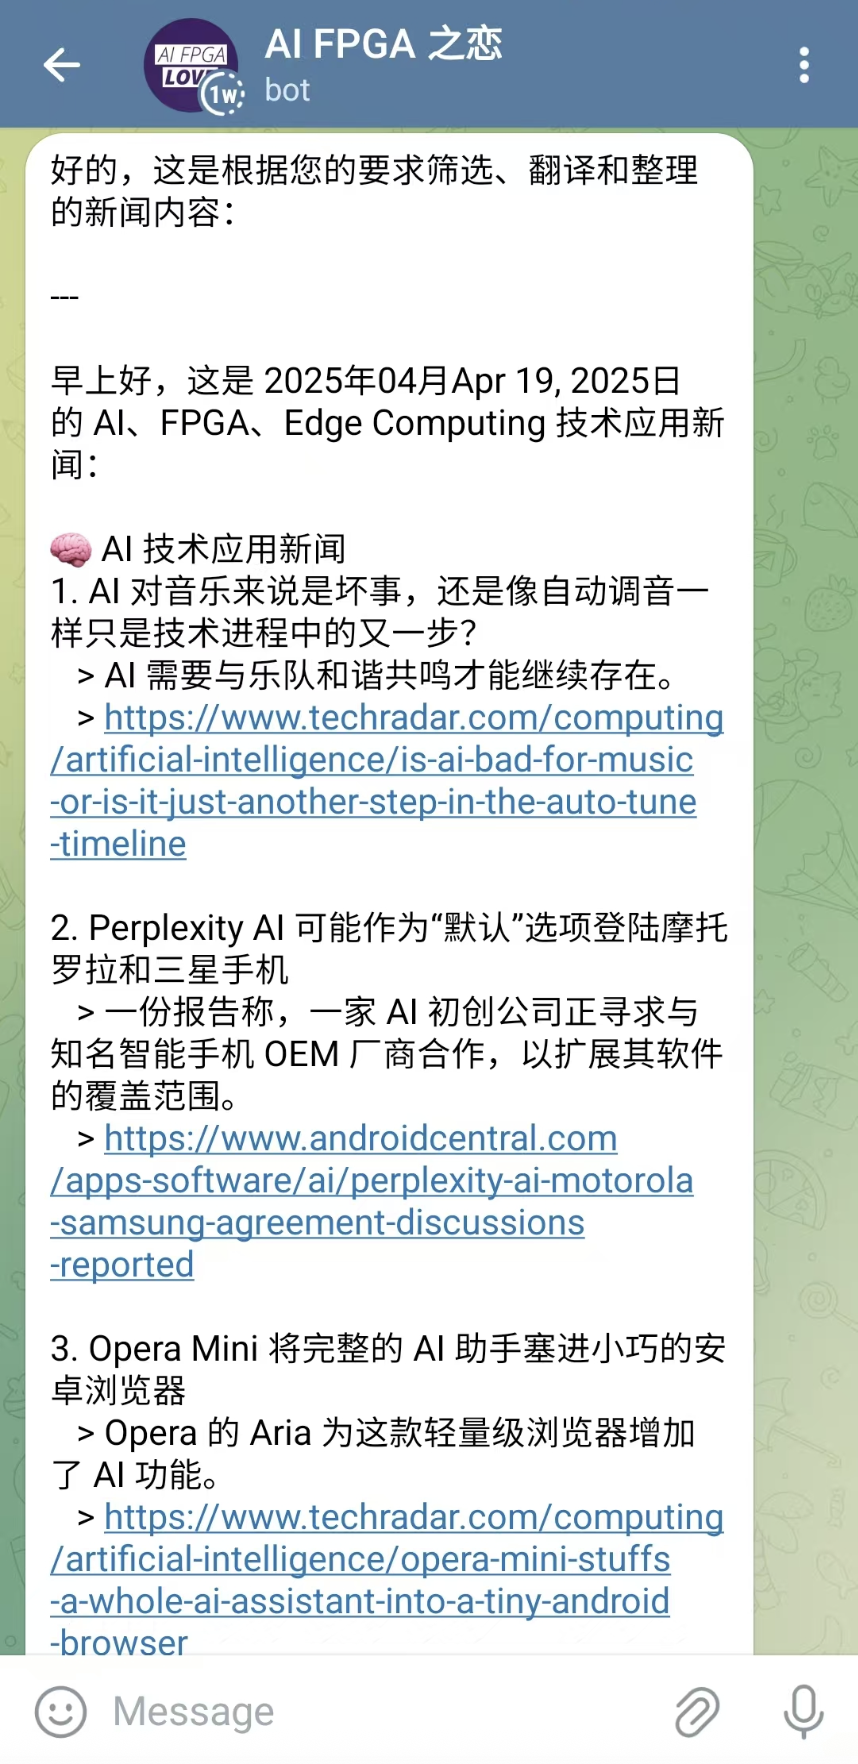 AI FPGA 之恋
AI FPGA
LOVE
1w
bot
好的，这是根据您的要求筛选、翻译和整理
的新闻内容：
---
早上好，这是 2025年04月Apr 19, 2025日
的 AI、FPGA、Edge Computing 技术应用新
闻：
🧠 AI 技术应用新闻
1. AI 对音乐来说是坏事，还是像自动调音一
样只是技术进程中的又一步？
> AI 需要与乐队和谐共鸣才能继续存在。
> https://www.techradar.com/computing
/artificial-intelligence/is-ai-bad-for-music
-or-is-it-just-another-step-in-the-auto-tune
-timeline
2. Perplexity AI 可能作为“默认”选项登陆摩托
罗拉和三星手机
> 一份报告称，一家 AI 初创公司正寻求与
知名智能手机 OEM 厂商合作，以扩展其软件
的覆盖范围。
> https://www.androidcentral.com
/apps-software/ai/perplexity-ai-motorola
-samsung-agreement-discussions
-reported
3. Opera Mini 将完整的 AI 助手塞进小巧的安
卓浏览器
> Opera 的 Aria 为这款轻量级浏览器增加
了 AI 功能。
> https://www.techradar.com/computing
/artificial-intelligence/opera-mini-stuffs
-a-whole-ai-assistant-into-a-tiny-android
-browser
Message